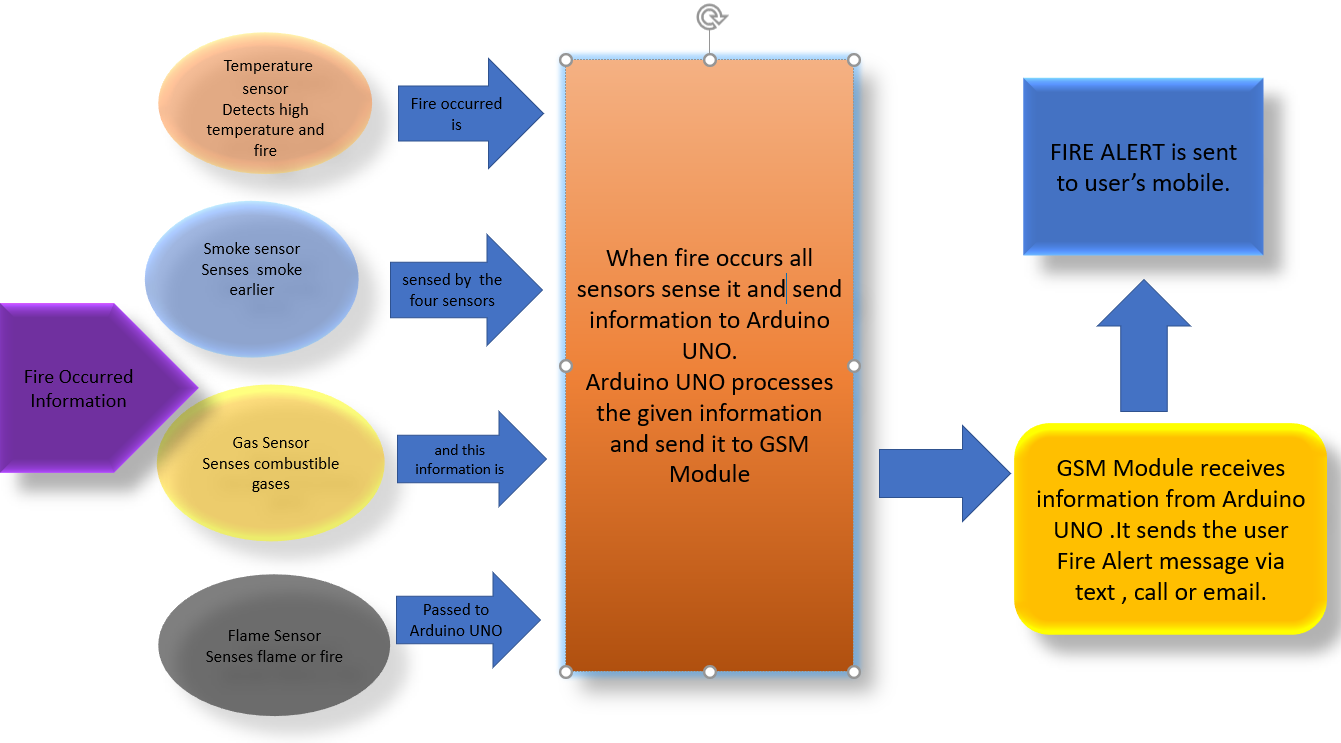 Fire Occurred
Information
Temperature
sensor
Detects high
temperature and
fire
Fire occurred
is
Smoke sensor
Senses  smoke
earlier
sensed by  the
four sensors
Gas Sensor
Senses combustible
gases
and this
information is
Flame Sensor
Senses flame or fire
Passed to
Arduino UNO
When fire occurs all
sensors sense it and send
information to Arduino
UNO.
Arduino UNO processes
the given information
and send it to GSM
Module
GSM Module receives
information from Arduino
UNO .It sends the user
Fire Alert message via
text , call or email.
FIRE ALERT is sent
to user’s mobile.